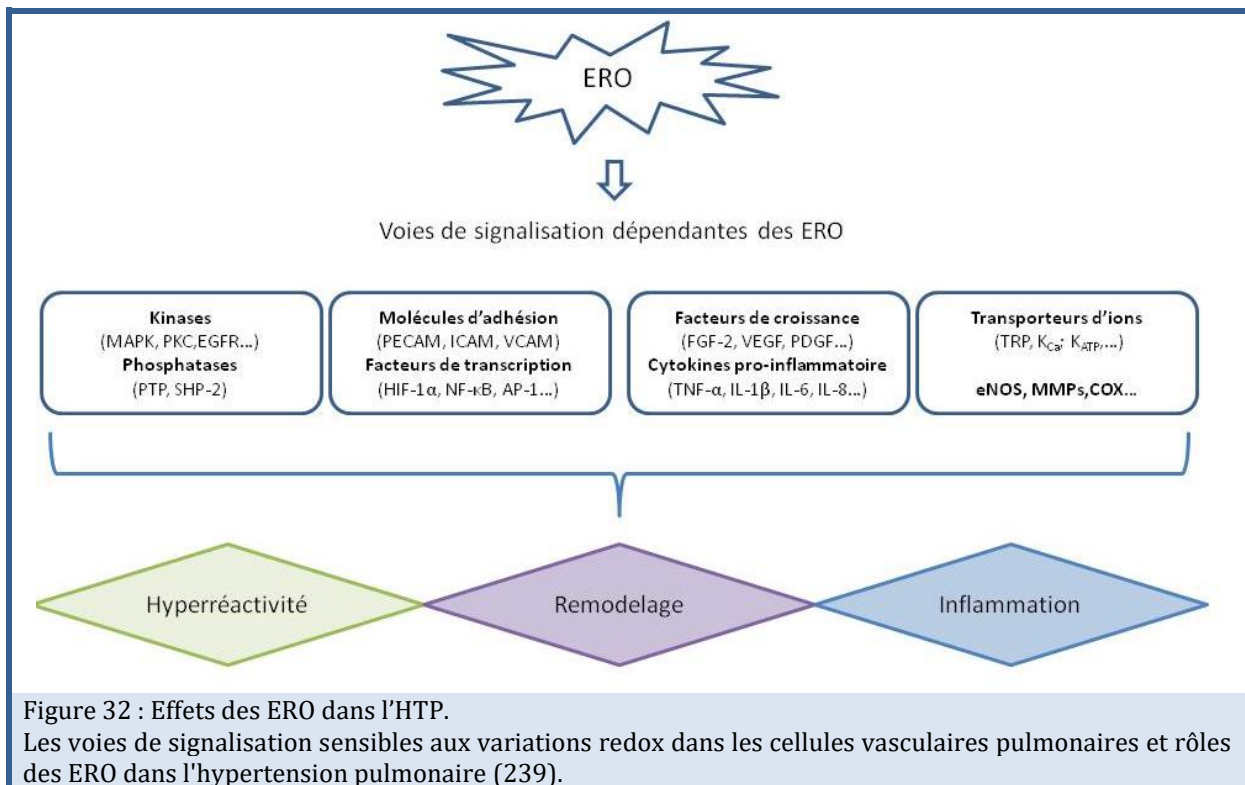 ERO
Voies de signalisation dépendantes des ERO
Kinases
(MAPK, PKC,EGFR...)
Phosphatases
(PTP, SHP-2)
Molécules d'adhésion
(PECAM, ICAM, VCAM)
Facteurs de transcription
(HIF-1α, NF-κB, AP-1...)
Facteurs de croissance
(FGF-2, VEGF, PDGF...)
Cytokines pro-inflammatoire
(TNF-α, IL-1β, IL-6, IL-8...)
Transporteurs d'ions
(TRP, KCa; KATP,...)
eNOS, MMPs,COX...
Hyperréactivité
Remodelage
Inflammation
Figure 32 : Effets des ERO dans l'HTP.
Les voies de signalisation sensibles aux variations redox dans les cellules vasculaires pulmonaires et rôles
des ERO dans l'hypertension pulmonaire (239).